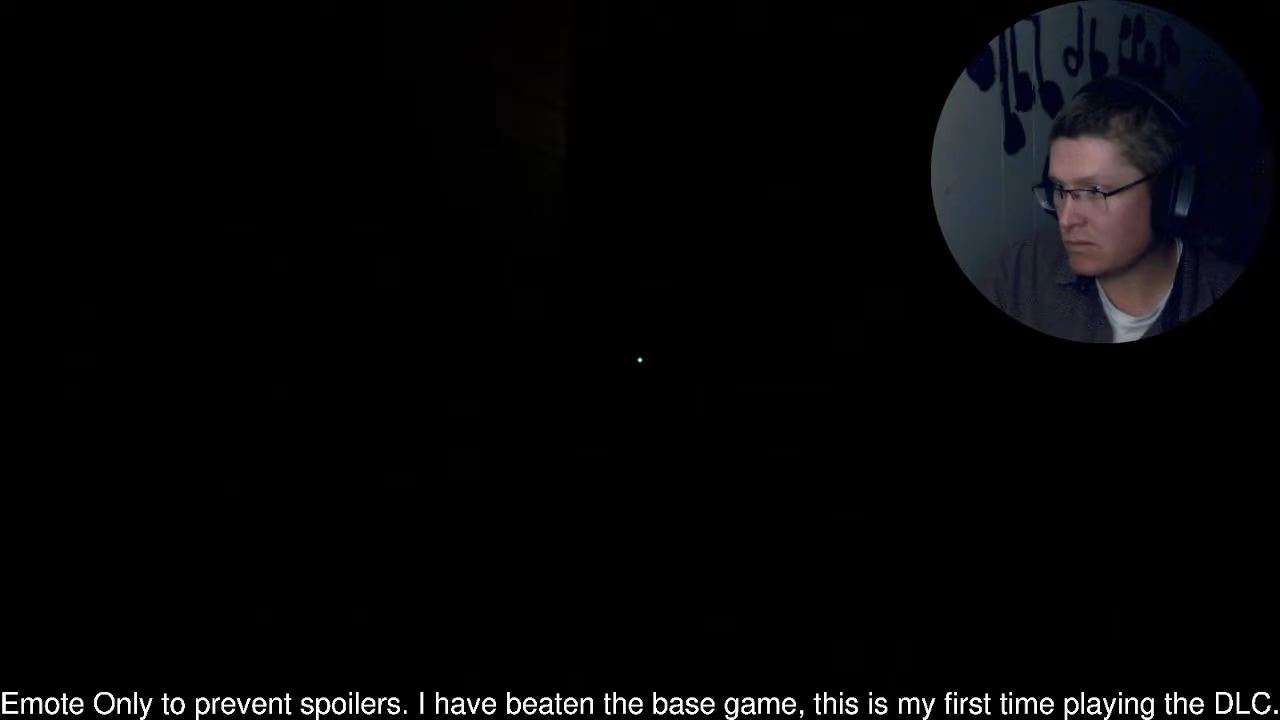 Emote Only to prevent spoilers. I have beaten the base game, this is my first time playing the DLC.